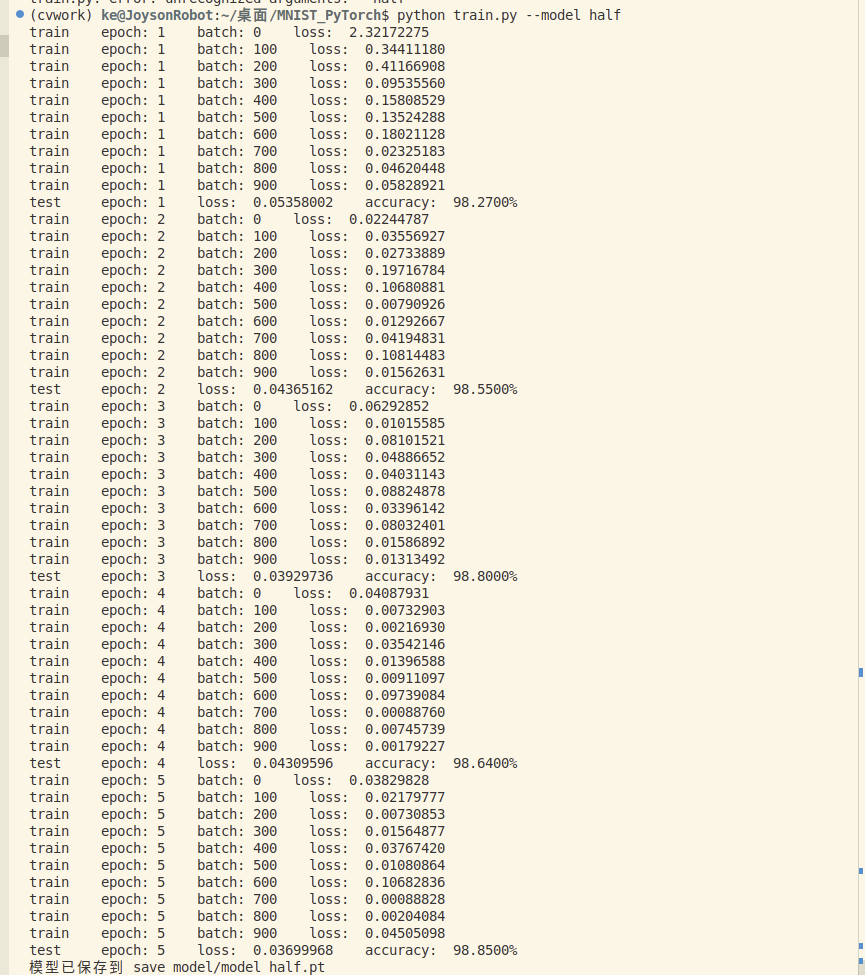 train.py: error: unrecognized arguments: half
(cvwork) ke@JoysonRobot:~/桌面/MNIST_PyTorch$ python train.py --model half
train epoch: 1 batch: 0 loss: 2.32172275
train epoch: 1 batch: 100 loss: 0.34411180
train epoch: 1 batch: 200 loss: 0.41166908
train epoch: 1 batch: 300 loss: 0.09535560
train epoch: 1 batch: 400 loss: 0.15808529
train epoch: 1 batch: 500 loss: 0.13524288
train epoch: 1 batch: 600 loss: 0.18021128
train epoch: 1 batch: 700 loss: 0.02325183
train epoch: 1 batch: 800 loss: 0.04620448
train epoch: 1 batch: 900 loss: 0.05828921
test epoch: 1 loss: 0.05358002 accuracy: 98.2700%
train epoch: 2 batch: 0 loss: 0.02244787
train epoch: 2 batch: 100 loss: 0.03556927
train epoch: 2 batch: 200 loss: 0.02733889
train epoch: 2 batch: 300 loss: 0.19716784
train epoch: 2 batch: 400 loss: 0.10680881
train epoch: 2 batch: 500 loss: 0.00790926
train epoch: 2 batch: 600 loss: 0.01292667
train epoch: 2 batch: 700 loss: 0.04194831
train epoch: 2 batch: 800 loss: 0.10814483
train epoch: 2 batch: 900 loss: 0.01562631
test epoch: 2 loss: 0.04365162 accuracy: 98.5500%
train epoch: 3 batch: 0 loss: 0.06292852
train epoch: 3 batch: 100 loss: 0.01015585
train epoch: 3 batch: 200 loss: 0.08101521
train epoch: 3 batch: 300 loss: 0.04886652
train epoch: 3 batch: 400 loss: 0.04031143
train epoch: 3 batch: 500 loss: 0.08824878
train epoch: 3 batch: 600 loss: 0.03396142
train epoch: 3 batch: 700 loss: 0.08032401
train epoch: 3 batch: 800 loss: 0.01586892
train epoch: 3 batch: 900 loss: 0.01313492
test epoch: 3 loss: 0.03929736 accuracy: 98.8000%
train epoch: 4 batch: 0 loss: 0.04087931
train epoch: 4 batch: 100 loss: 0.00732903
train epoch: 4 batch: 200 loss: 0.00216930
train epoch: 4 batch: 300 loss: 0.03542146
train epoch: 4 batch: 400 loss: 0.01396588
train epoch: 4 batch: 500 loss: 0.00911097
train epoch: 4 batch: 600 loss: 0.09739084
train epoch: 4 batch: 700 loss: 0.00088760
train epoch: 4 batch: 800 loss: 0.00745739
train epoch: 4 batch: 900 loss: 0.00179227
test epoch: 4 loss: 0.04309596 accuracy: 98.6400%
train epoch: 5 batch: 0 loss: 0.03829828
train epoch: 5 batch: 100 loss: 0.02179777
train epoch: 5 batch: 200 loss: 0.00730853
train epoch: 5 batch: 300 loss: 0.01564877
train epoch: 5 batch: 400 loss: 0.03767420
train epoch: 5 batch: 500 loss: 0.01080864
train epoch: 5 batch: 600 loss: 0.10682836
train epoch: 5 batch: 700 loss: 0.00088828
train epoch: 5 batch: 800 loss: 0.00204084
train epoch: 5 batch: 900 loss: 0.04505098
test epoch: 5 loss: 0.03699968 accuracy: 98.8500%
模型已保存到 save model/model half.pt